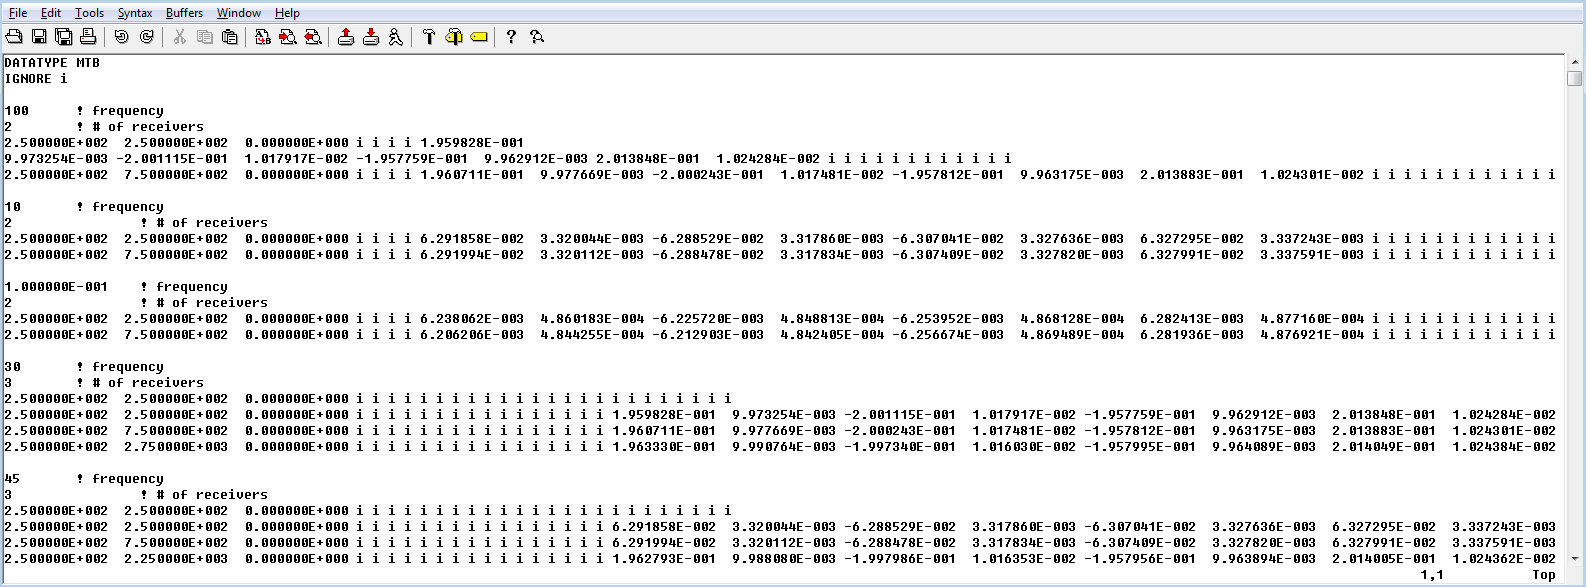 File Edit Tools Syntax Buffers Window Help
DATATYPE MTB
IGNORE i
100 ! frequency
2 ! # of receivers
2.500000E+002 2.500000E+002 0.000000E+000 i i i i 1.959828E-001
9.973254E-003 -2.001115E-001 1.017917E-002 -1.957759E-001 9.962912E-003 2.013848E-001 1.024284E-002 i i i i i i i i i i i i
2.500000E+002 7.500000E+002 0.000000E+000 i i i i 1.960711E-001 9.977669E-003 -2.000243E-001 1.017481E-002 -1.957812E-001 9.963175E-003 2.013883E-001 1.024301E-002 i i i i i i i i i i i i
10 ! frequency
2 ! # of receivers
2.500000E+002 2.500000E+002 0.000000E+000 i i i i 6.291858E-002 3.320044E-003 -6.288529E-002 3.317860E-003 -6.307041E-002 3.327636E-003 6.327295E-002 3.337243E-003 i i i i i i i i i i i i
2.500000E+002 7.500000E+002 0.000000E+000 i i i i 6.291994E-002 3.320112E-003 -6.288478E-002 3.317834E-003 -6.307409E-002 3.327820E-003 6.327991E-002 3.337591E-003 i i i i i i i i i i i i
1.000000E-001 ! frequency
2 ! # of receivers
2.500000E+002 2.500000E+002 0.000000E+000 i i i i 6.238062E-003 4.860183E-004 -6.225720E-003 4.848813E-004 -6.253952E-003 4.868128E-004 6.282413E-003 4.877160E-004 i i i i i i i i i i i i
2.500000E+002 7.500000E+002 0.000000E+000 i i i i 6.206206E-003 4.844255E-004 -6.212903E-003 4.842405E-004 -6.256674E-003 4.869489E-004 6.281936E-003 4.876921E-004 i i i i i i i i i i i i
30 ! frequency
3 ! # of receivers
2.500000E+002 2.500000E+002 0.000000E+000 i i i i i i i i i i i i i i i i i i i i i i i i
2.500000E+002 2.500000E+002 0.000000E+000 i i i i i i i i i i i i i i i i 1.959828E-001 9.973254E-003 -2.001115E-001 1.017917E-002 -1.957759E-001 9.962912E-003 2.013848E-001 1.024284E-002
2.500000E+002 7.500000E+002 0.000000E+000 i i i i i i i i i i i i i i i i 1.960711E-001 9.977669E-003 -2.000243E-001 1.017481E-002 -1.957812E-001 9.963175E-003 2.013883E-001 1.024301E-002
2.500000E+002 2.750000E+003 0.000000E+000 i i i i i i i i i i i i i i i i 1.963330E-001 9.990764E-003 -1.997340E-001 1.016030E-002 -1.957995E-001 9.964089E-003 2.014049E-001 1.024384E-002
45 ! frequency
3 ! # of receivers
2.500000E+002 2.500000E+002 0.000000E+000 i i i i i i i i i i i i i i i i i i i i i i i i
2.500000E+002 2.500000E+002 0.000000E+000 i i i i i i i i i i i i i i i i 6.291858E-002 3.320044E-003 -6.288529E-002 3.317860E-003 -6.307041E-002 3.327636E-003 6.327295E-002 3.337243E-003
2.500000E+002 7.500000E+002 0.000000E+000 i i i i i i i i i i i i i i i i 6.291994E-002 3.320112E-003 -6.288478E-002 3.317834E-003 -6.307409E-002 3.327820E-003 6.327991E-002 3.337591E-003
2.500000E+002 2.250000E+003 0.000000E+000 i i i i i i i i i i i i i i i i 1.962793E-001 9.988080E-003 -1.997986E-001 1.016353E-002 -1.957956E-001 9.963894E-003 2.014005E-001 1.024362E-002
1,1 Top